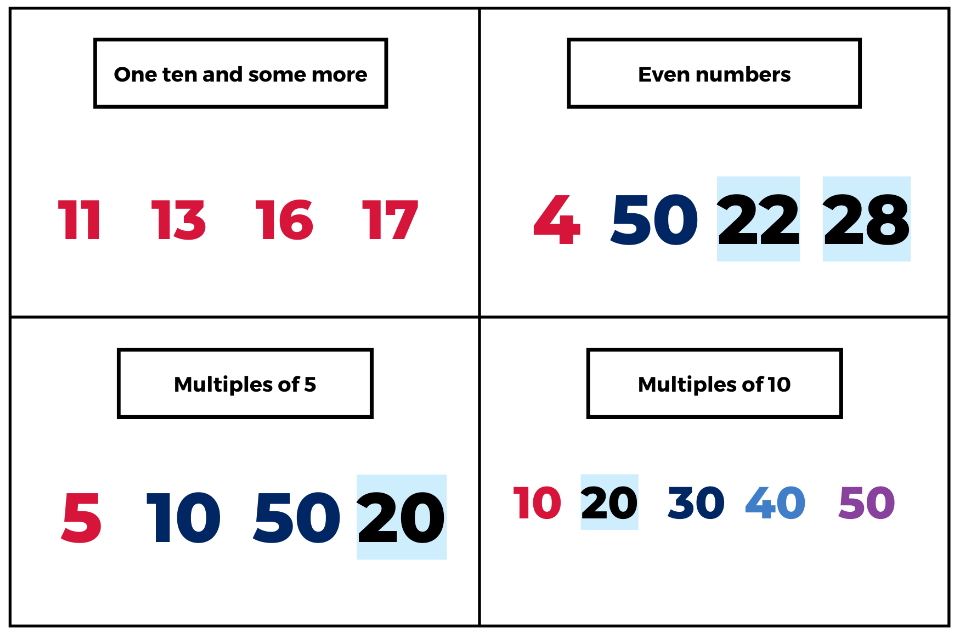 One ten and some more
11 13 16 17
Even numbers
4 50 22 28
Multiples of 5
5 10 50 20
Multiples of 10
10 20 30 40 50